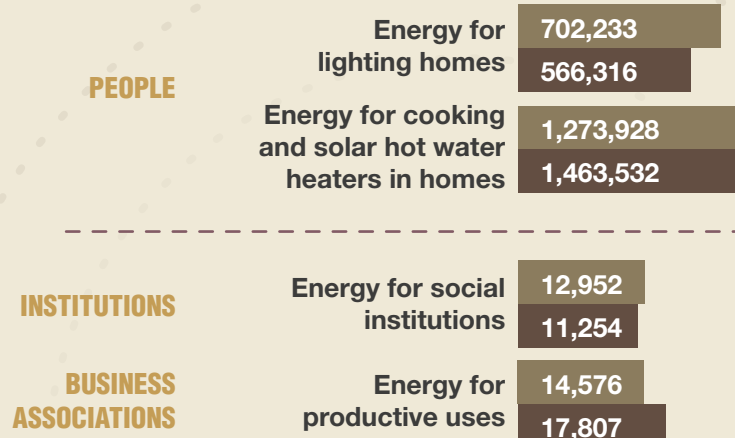 PEOPLE
Energy for
lighting homes
702,233
566,316
Energy for cooking
and solar hot water
heaters in homes
1,273,928
1,463,532
INSTITUTIONS
Energy for social
institutions
12,952
11,254
BUSINESS
ASSOCIATIONS
Energy for
productive uses
14,576
17,807